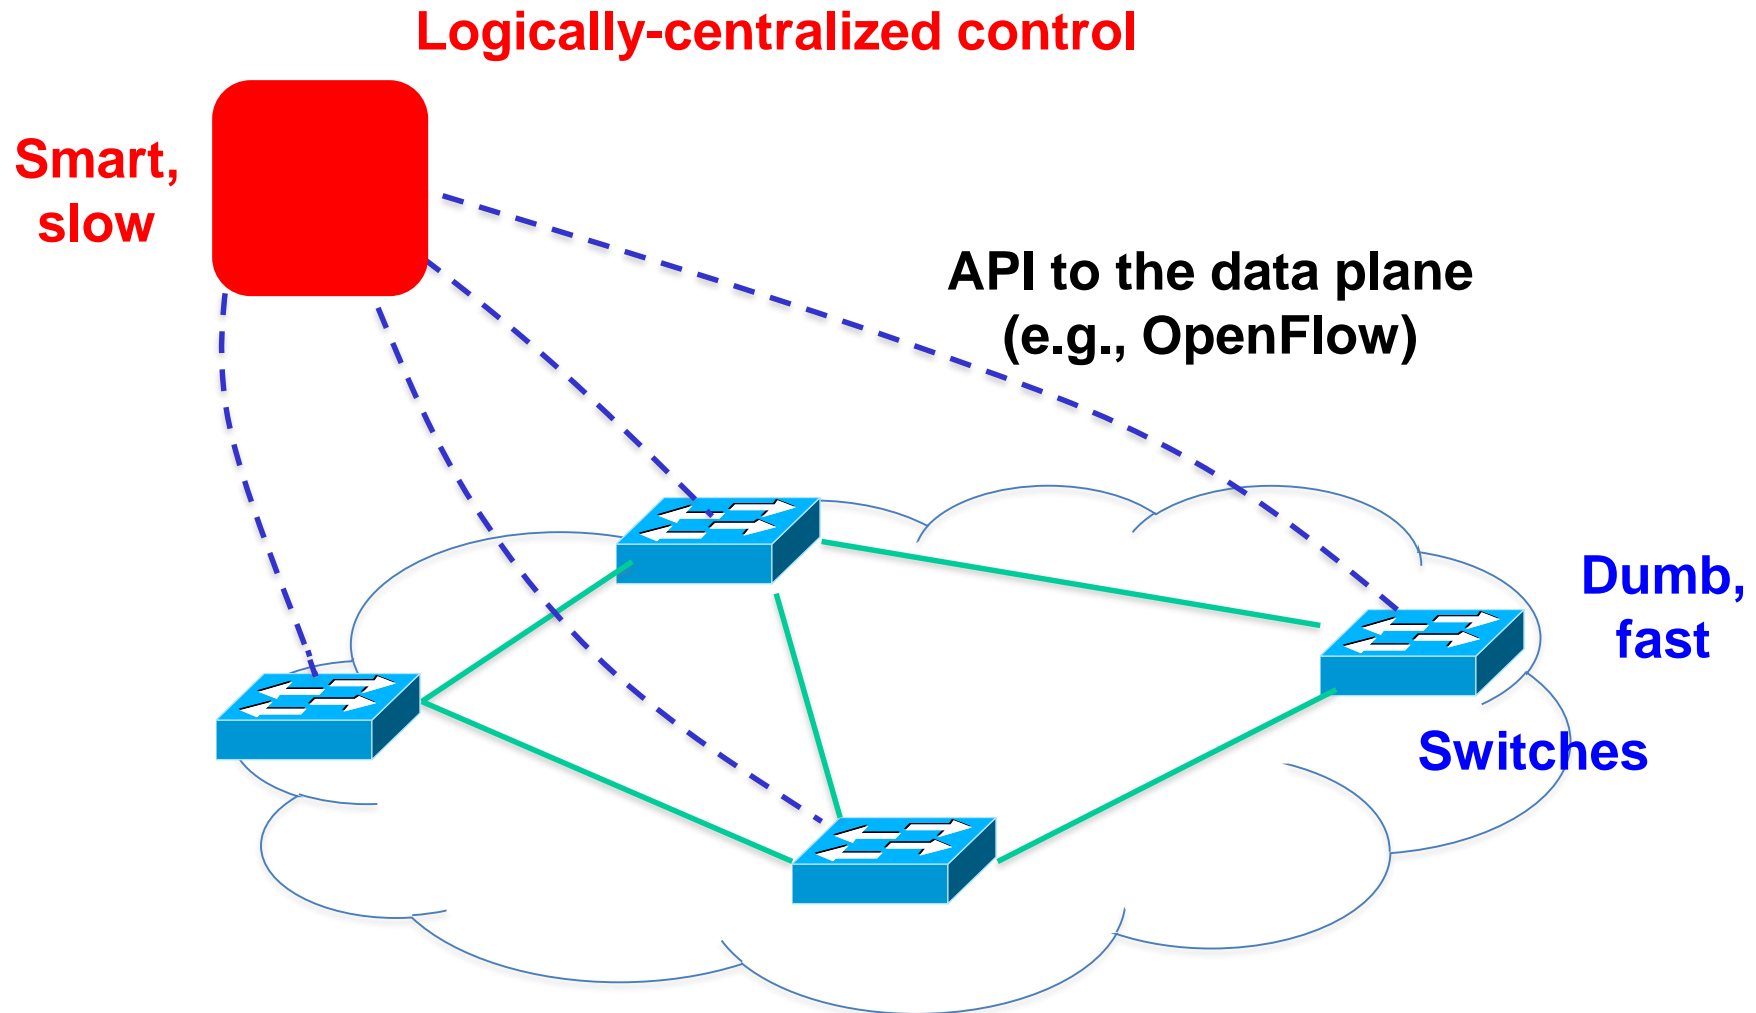 Logically-centralized control
Smart,
slow
API to the data plane
(e.g., OpenFlow)
Dumb,
fast
Switches